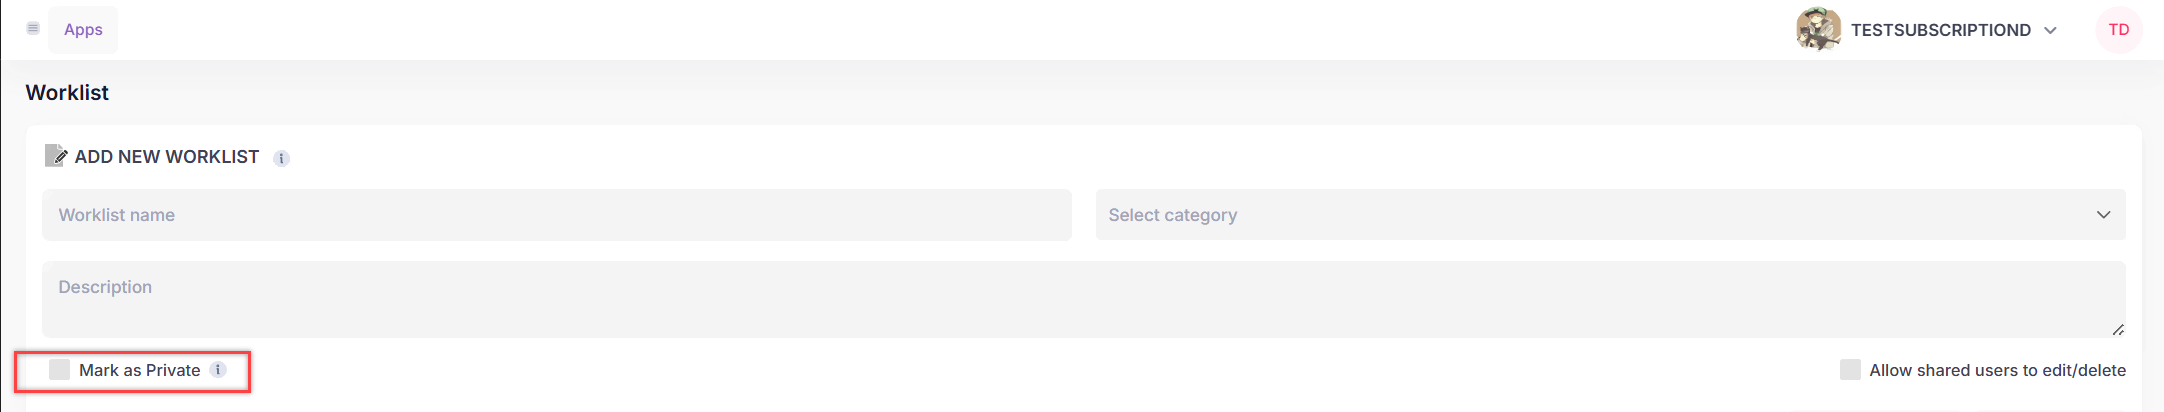 Apps
TESTSUBSCRIPTIOND
TD
Worklist
ADD NEW WORKLIST i
Worklist name
Select category
Description
Mark as Private i
Allow shared users to edit/delete